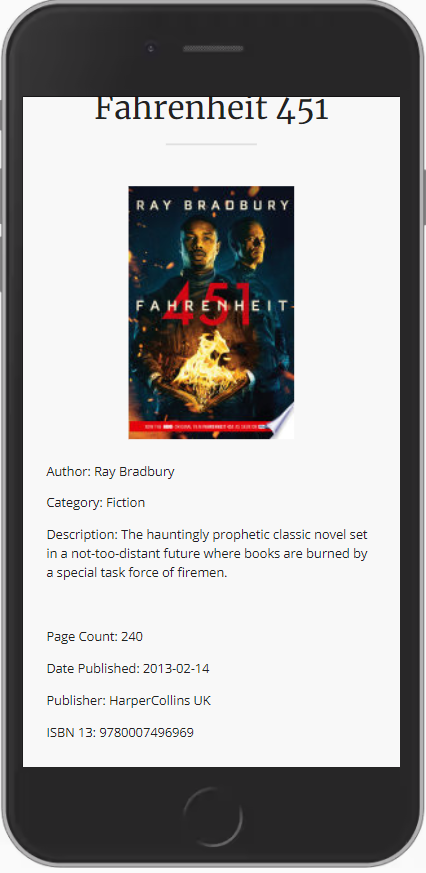 Fahrenheit 451
RAY BRADBURY
451
FAHRENHEIT
Author: Ray Bradbury
Category: Fiction
Description: The hauntingly prophetic classic novel set
in a not-too-distant future where books are burned by
a special task force of firemen.
Page Count: 240
Date Published: 2013-02-14
Publisher: HarperCollins UK
ISBN 13: 9780007496969